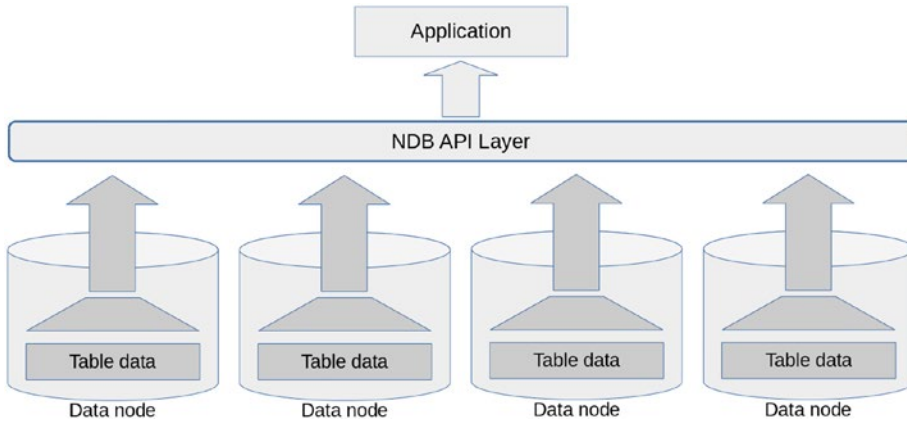 Application
NDB API Layer
Table data
Table data
Table data
Table data
Data node
Data node
Data node
Data node